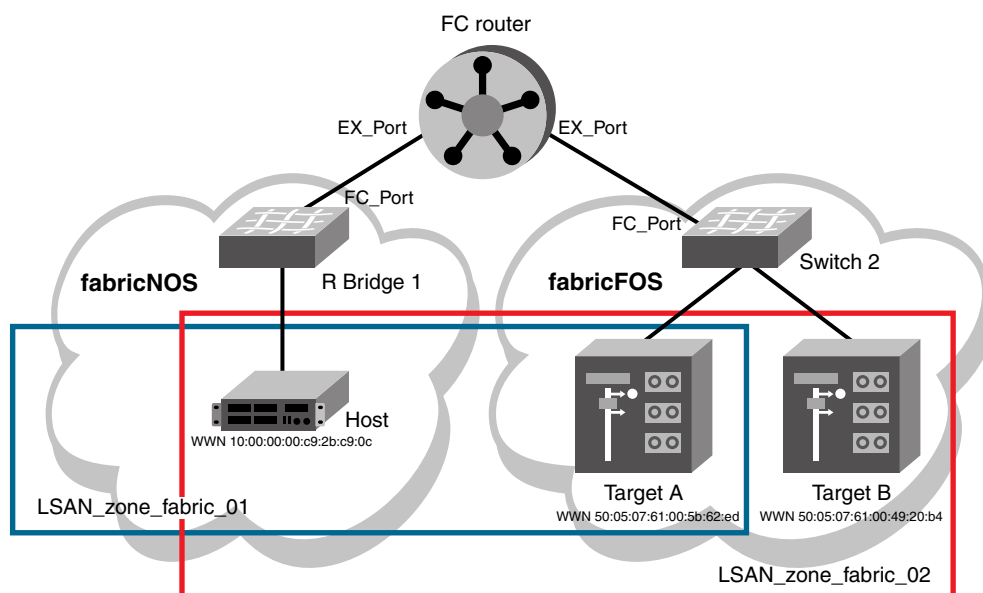 FC router
EX_Port
EX_Port
FC_Port
FC_Port
fabricNOS
R Bridge 1
fabricFOS
Switch 2
Host
WWN 10:00:00:00:c9:2b:c9:0c
Target A
WWN 50:05:07:61:00:5b:62:ed
Target B
WWN 50:05:07:61:00:49:20:b4
LSAN_zone_fabric_01
LSAN_zone_fabric_02